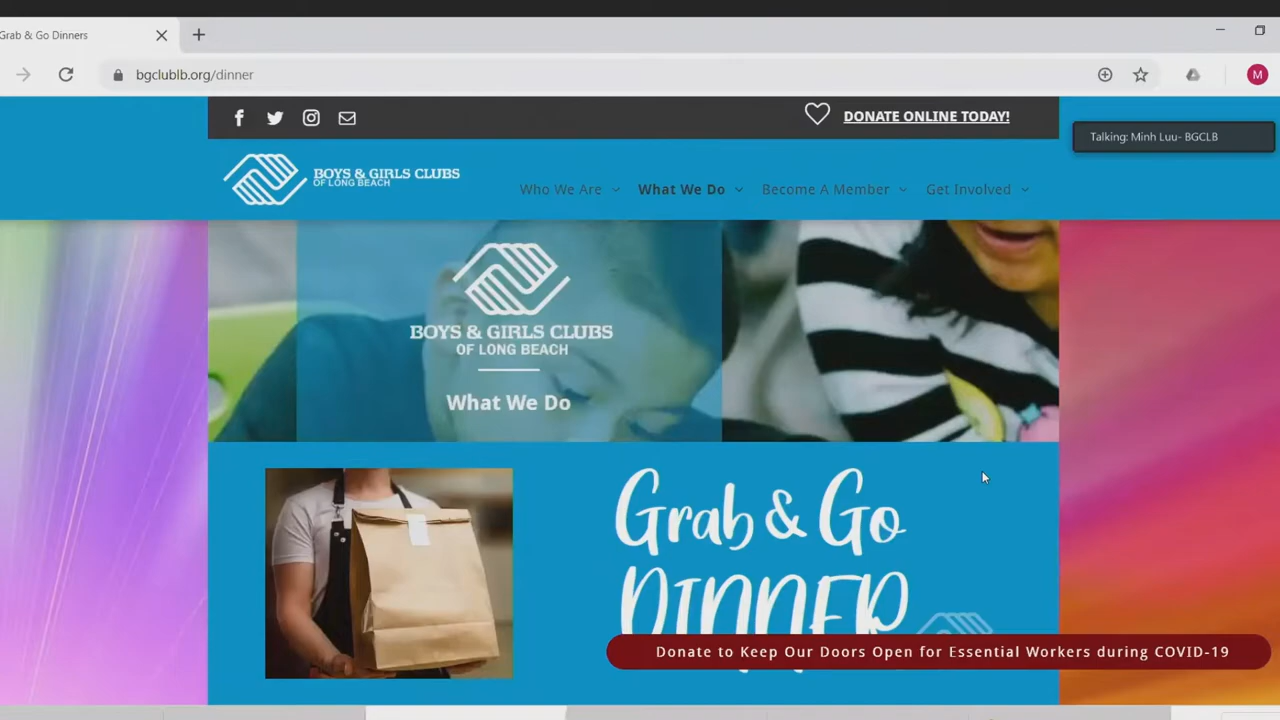 Grab & Go Dinners
bgclublb.org/dinner
M
DONATE ONLINE TODAY!
Talking: Minh Luu- BGCLB
BOYS & GIRLS CLUBS
OF LONG BEACH
Who We Are
What We Do
Become A Member
Get Involved
BOYS & GIRLS CLUBS
OF LONG BEACH
What We Do
Grab & Go
DINNER
Donate to Keep Our Doors Open for Essential Workers during COVID-19